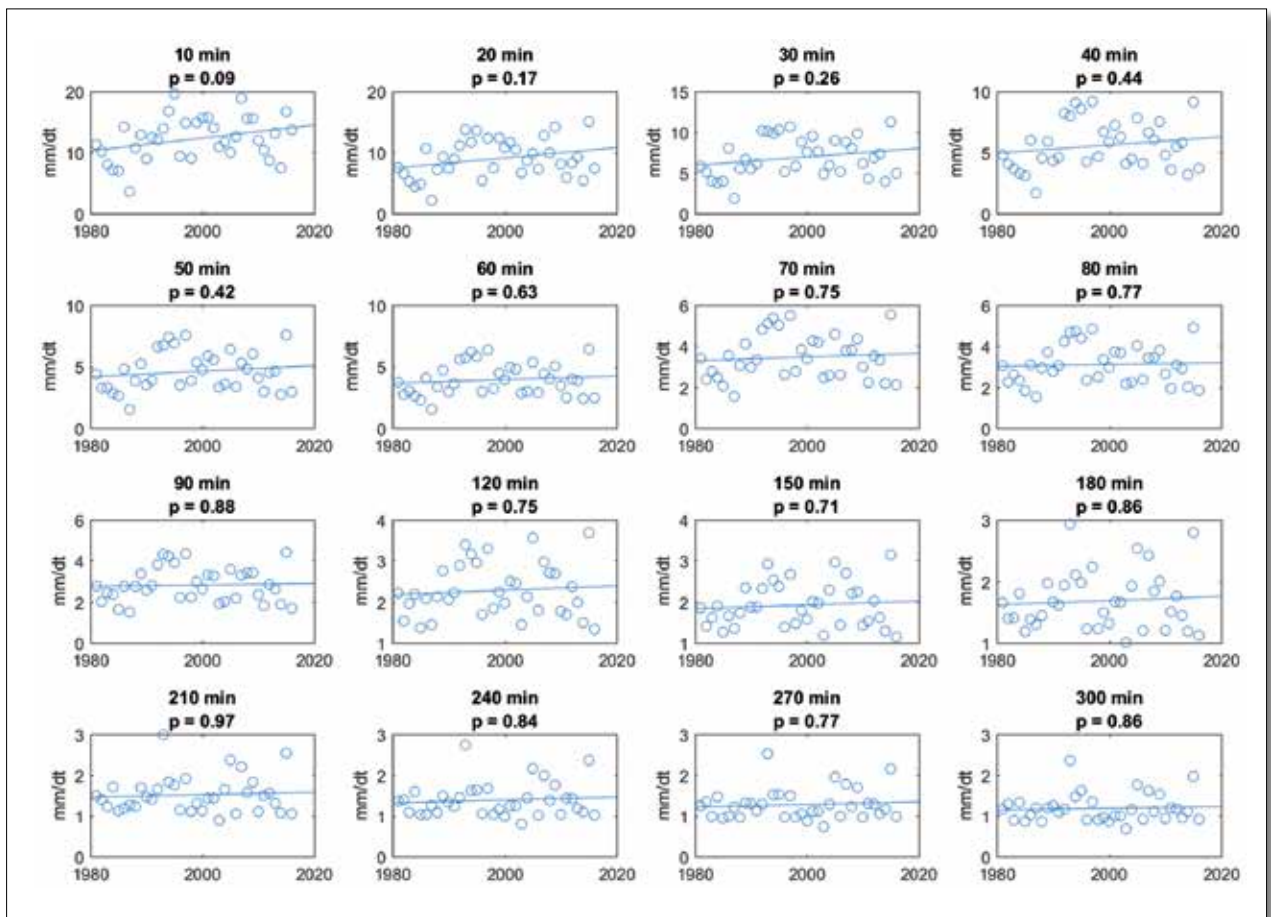 10 min
p = 0.09
20
10
0
mm/dt
1980 2000 2020
20 min
p = 0.17
20
10
0
mm/dt
1980 2000 2020
30 min
p = 0.26
15
10
5
0
mm/dt
1980 2000 2020
40 min
p = 0.44
10
5
0
mm/dt
1980 2000 2020
50 min
p = 0.42
10
5
0
mm/dt
1980 2000 2020
60 min
p = 0.63
10
5
0
mm/dt
1980 2000 2020
70 min
p = 0.75
6
4
2
0
mm/dt
1980 2000 2020
80 min
p = 0.77
6
4
2
0
mm/dt
1980 2000 2020
90 min
p = 0.88
6
4
2
0
mm/dt
1980 2000 2020
120 min
p = 0.75
4
3
2
1
mm/dt
1980 2000 2020
150 min
p = 0.71
4
3
2
1
mm/dt
1980 2000 2020
180 min
p = 0.86
3
2
1
mm/dt
1980 2000 2020
210 min
p = 0.97
3
2
1
0
mm/dt
1980 2000 2020
240 min
p = 0.84
3
2
1
0
mm/dt
1980 2000 2020
270 min
p = 0.77
3
2
1
0
mm/dt
1980 2000 2020
300 min
p = 0.86
3
2
1
0
mm/dt
1980 2000 2020